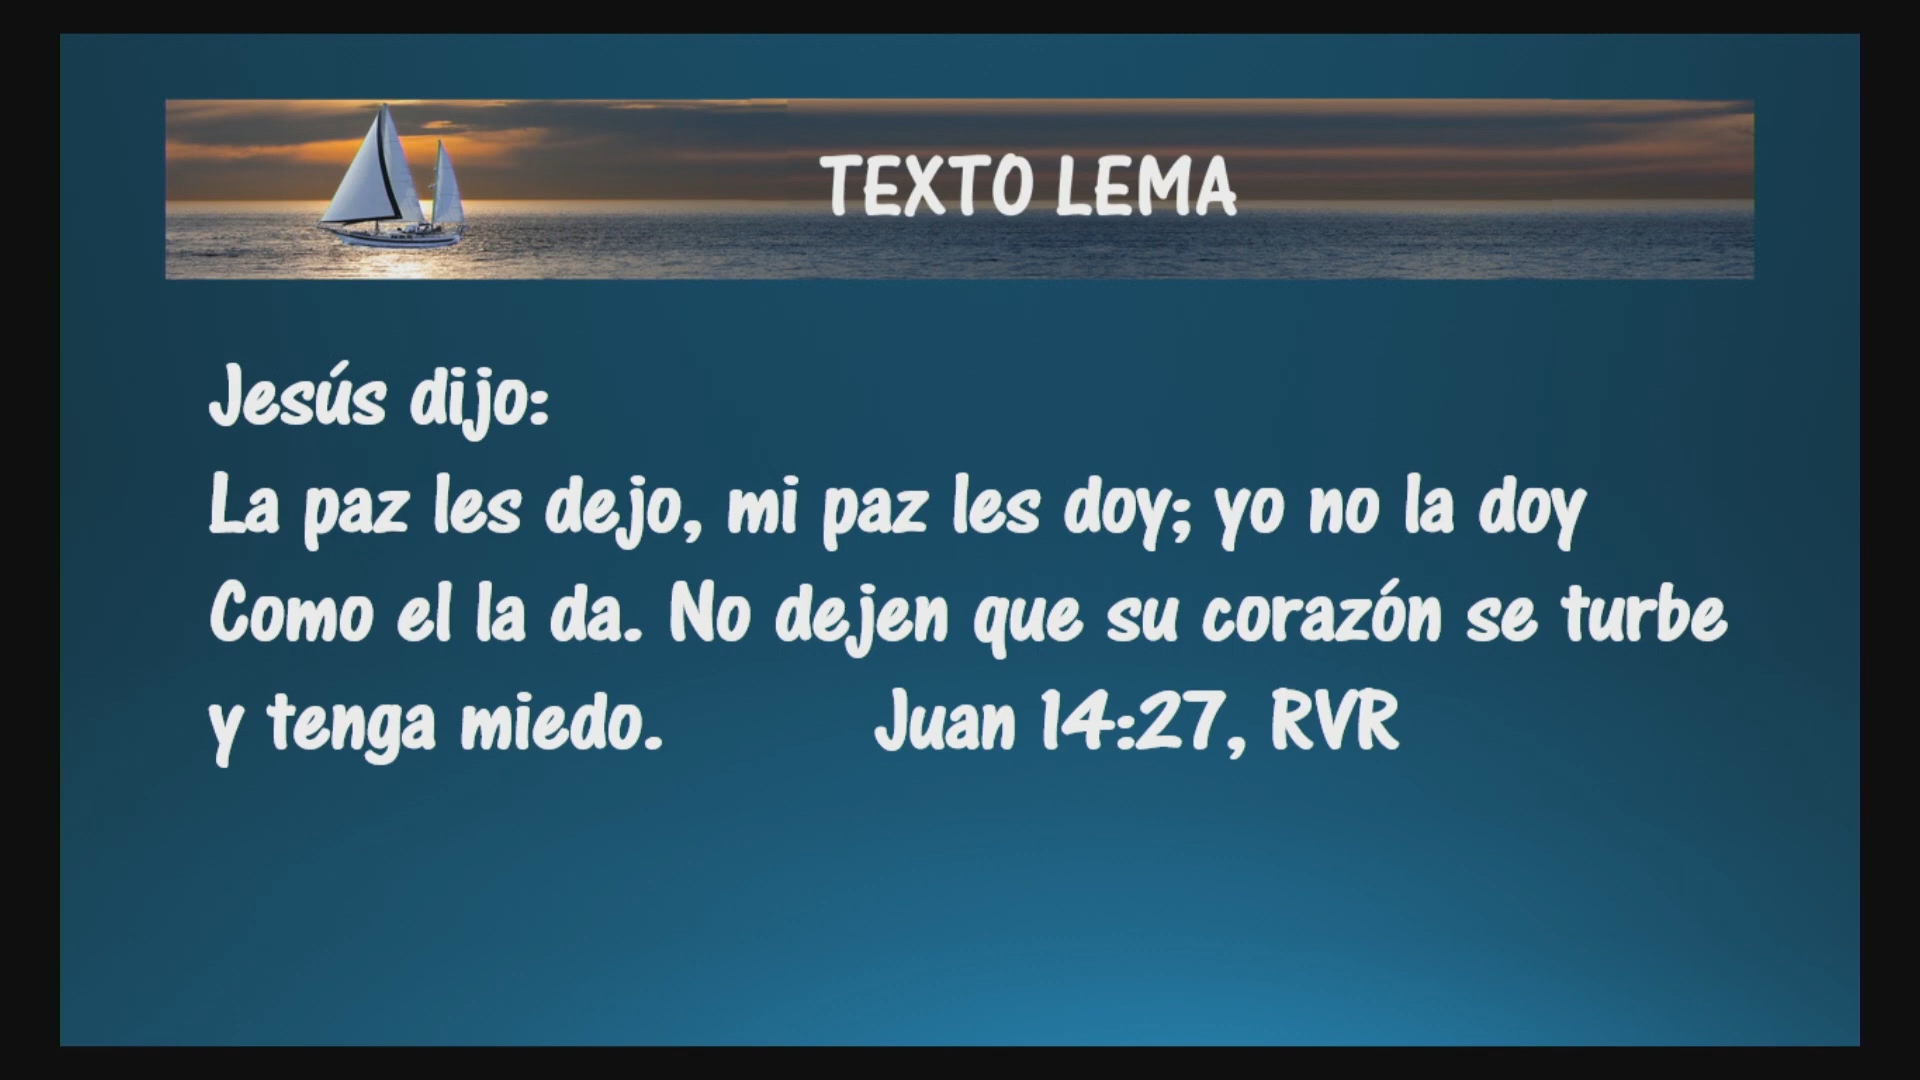 TEXTO LEMA
Jesús dijo:
La paz les dejo, mi paz les doy; yo no la doy
Como el la da. No dejen que su corazón se turbe
y tenga miedo. Juan 14:27, RVR